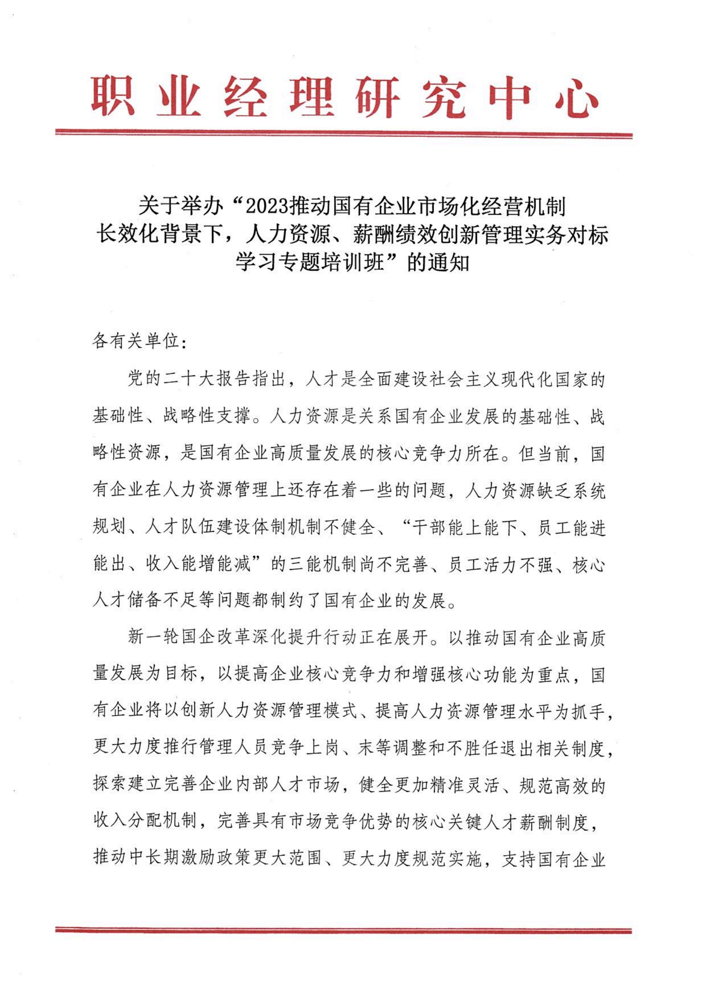 职业经理研究中心
关于举办“2023推动国有企业市场化经营机制
长效化背景下，人力资源、薪酬绩效创新管理实务对标
学习专题培训班”的通知
各有关单位：
党的二十大报告指出，人才是全面建设社会主义现代化国家的
基础性、战略性支撑。人力资源是关系国有企业发展的基础性、战
略性资源，是国有企业高质量发展的核心竞争力所在。但当前，国
有企业在人力资源管理上还存在着一些的问题，人力资源缺乏系统
规划、人才队伍建设体制机制不健全、“干部能上能下、员工能进
能出、收入能增能减”的三能机制尚不完善、员工活力不强、核心
人才储备不足等问题都制约了国有企业的发展。
新一轮国企改革深化提升行动正在展开。以推动国有企业高质
量发展为目标，以提高企业核心竞争力和增强核心功能为重点，国
有企业将以创新人力资源管理模式、提高人力资源管理水平为抓手，
更大力度推行管理人员竞争上岗、末等调整和不胜任退出相关制度，
探索建立完善企业内部人才市场，健全更加精准灵活、规范高效的
收入分配机制，完善具有市场竞争优势的核心关键人才薪酬制度，
推动中长期激励政策更大范围、更大力度规范实施，支持国有企业